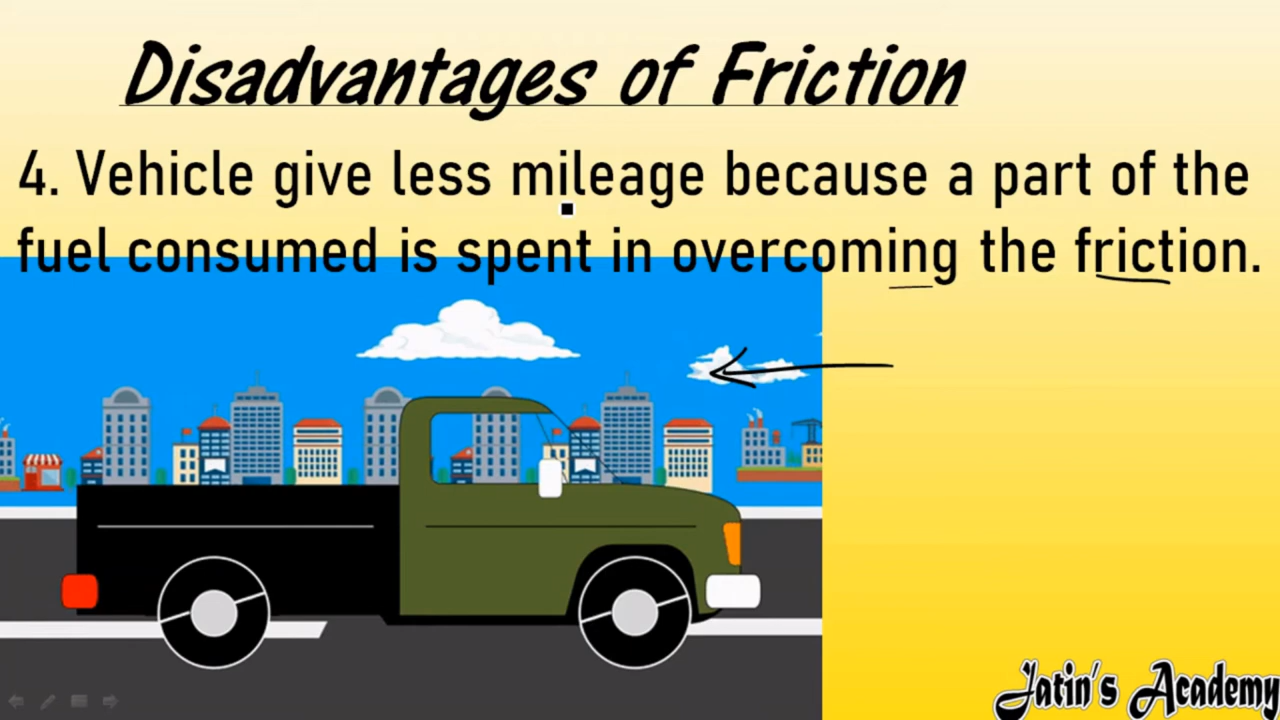 Disadvantages of Friction
4. Vehicle give less mileage because a part of the
fuel consumed is spent in overcoming the friction.
Jatin's Academy